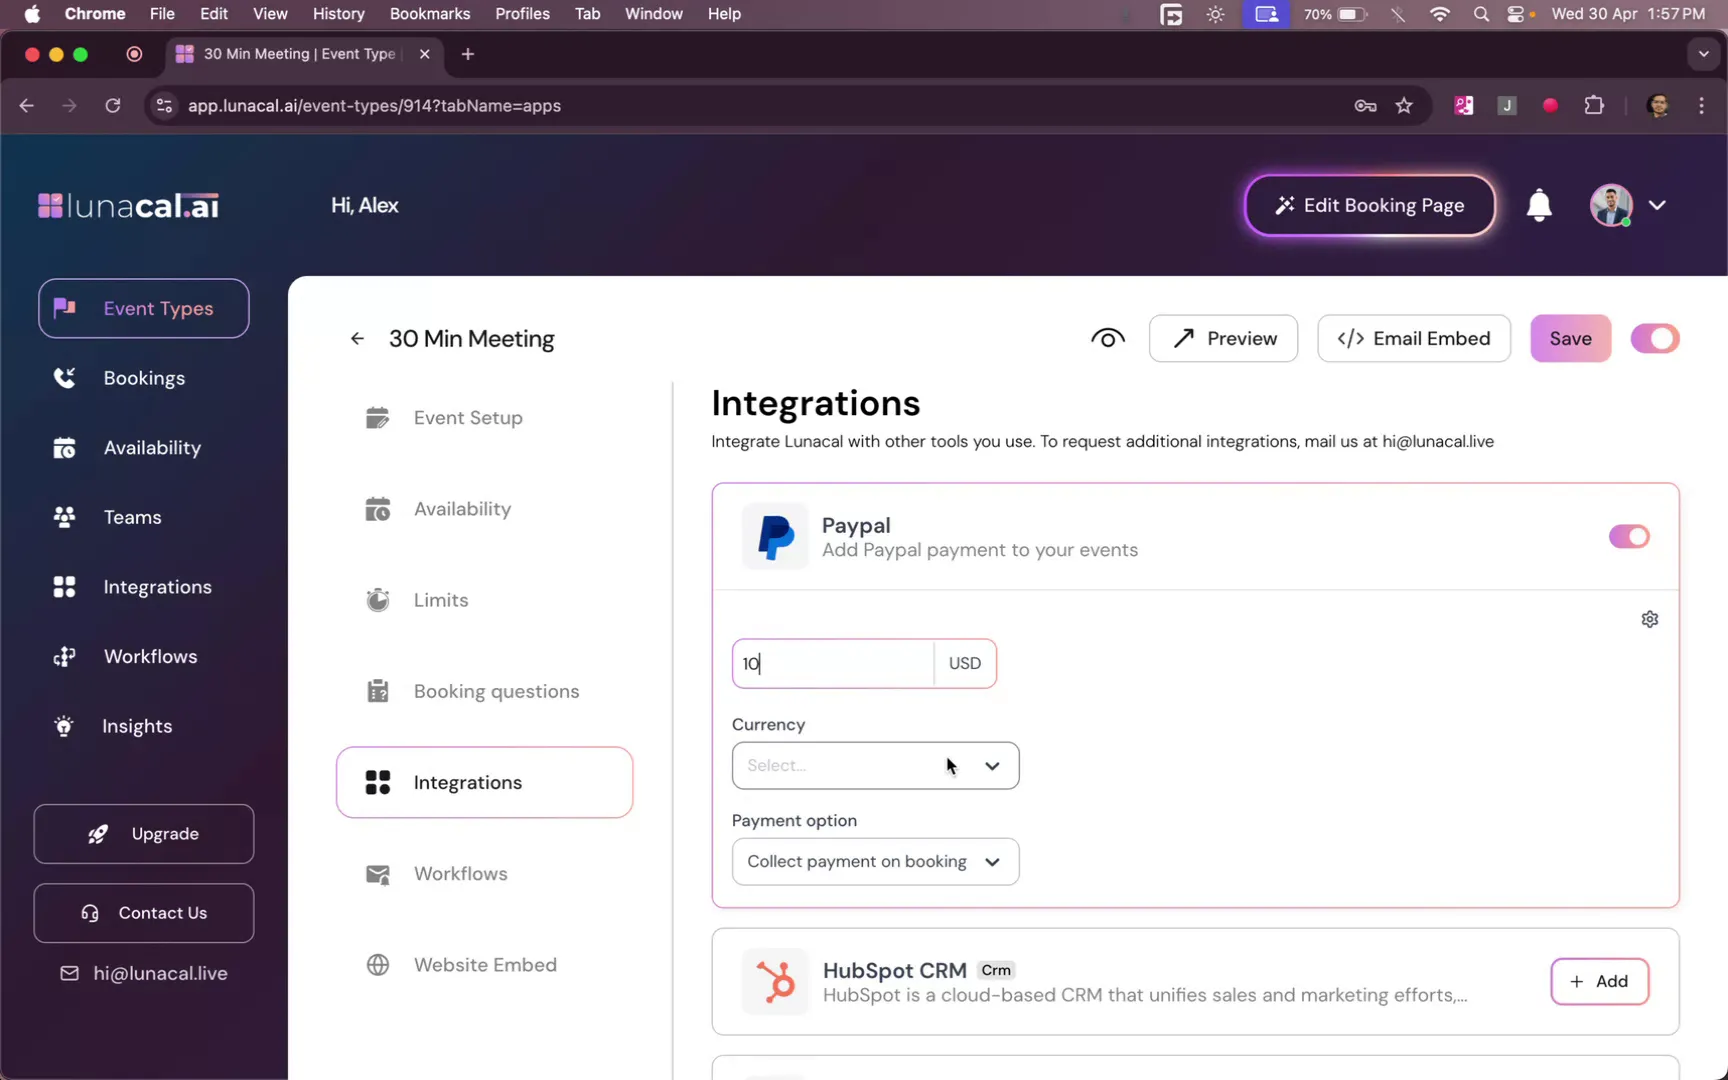 Chrome File Edit View History Bookmarks Profiles Tab Window Help 70% Wed 30 Apr 1:57 PM
30 Min Meeting | Event Type
app.lunacal.ai/event-types/914?tabName=apps
J
lunacal.ai
Hi, Alex
Edit Booking Page
Event Types
Bookings
Availability
Teams
Integrations
Workflows
Insights
Upgrade
Contact Us
hi@lunacal.live
30 Min Meeting
Preview
</> Email Embed
Save
Event Setup
Availability
Limits
Booking questions
Integrations
Workflows
Website Embed
Integrations
Integrate Lunacal with other tools you use. To request additional integrations, mail us at hi@lunacal.live
Paypal
Add Paypal payment to your events
10 USD
Currency
Select...
Payment option
Collect payment on booking
HubSpot CRM Crm
HubSpot is a cloud-based CRM that unifies sales and marketing efforts,...
+ Add